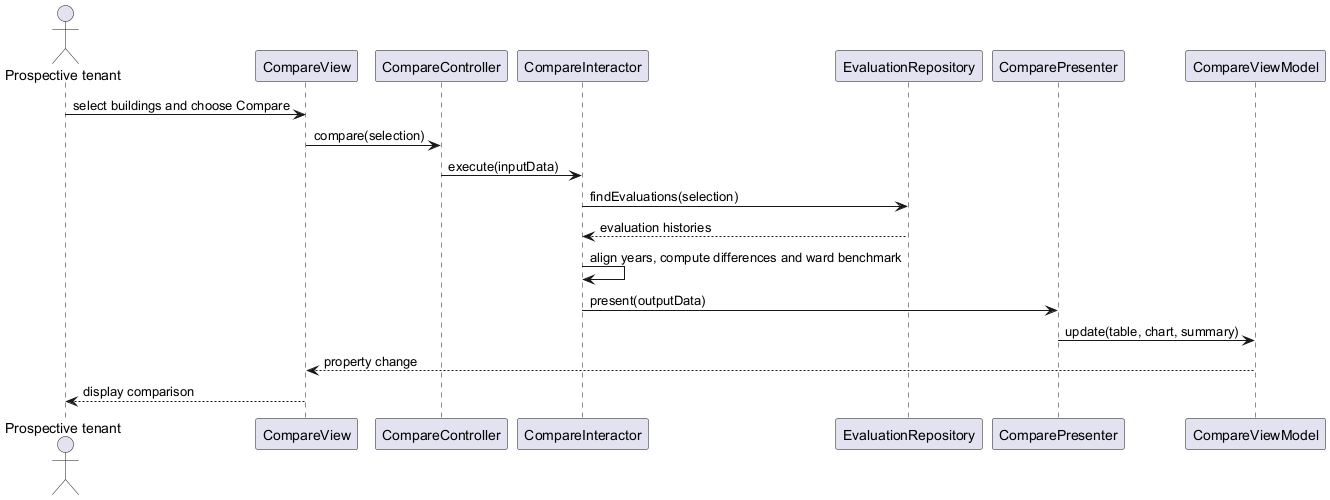 Prospective tenant
CompareView
CompareController
CompareInteractor
EvaluationRepository
ComparePresenter
CompareViewModel
select buildings and choose Compare
compare(selection)
execute(inputData)
findEvaluations(selection)
evaluation histories
align years, compute differences and ward benchmark
present(outputData)
update(table, chart, summary)
property change
display comparison
Prospective tenant
CompareView
CompareController
CompareInteractor
EvaluationRepository
ComparePresenter
CompareViewModel